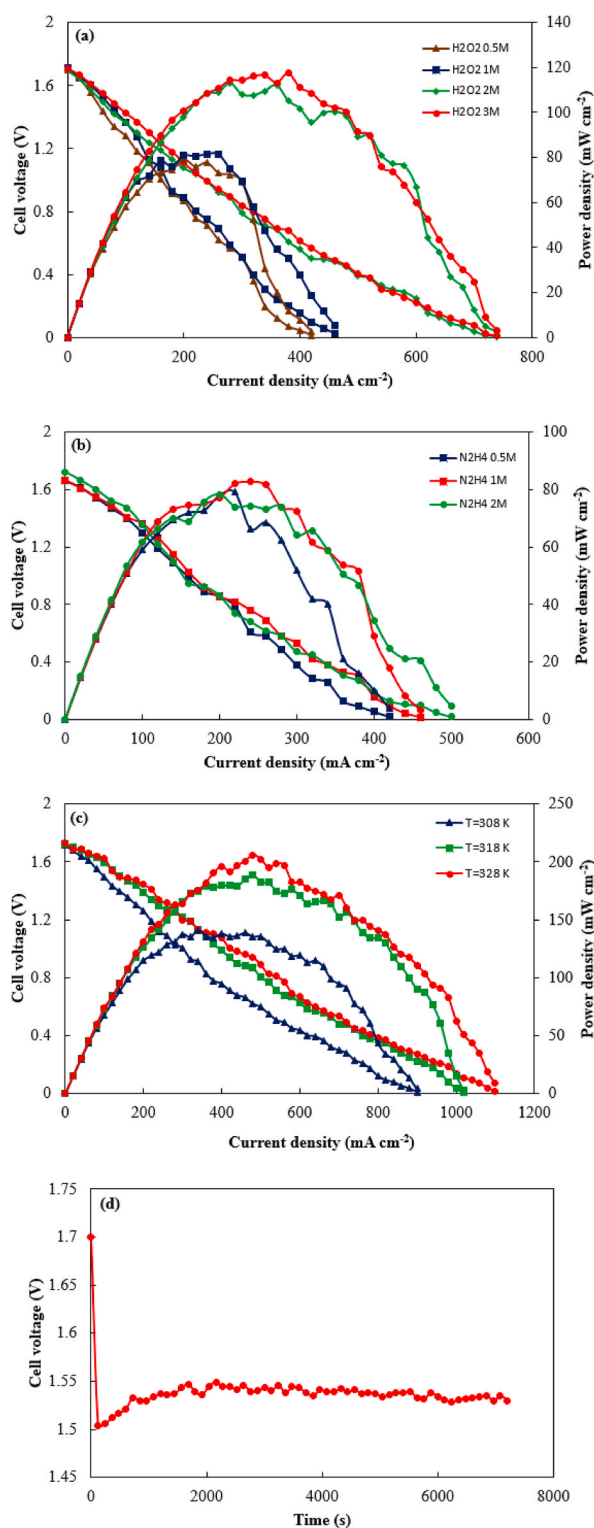 (a)
2
1.6
1.2
0.8
0.4
0
140
120
100
80
60
40
20
0
0 200 400 600 800
Cell voltage (V)
Power density (mW cm-2)
Current density (mA cm-2)
H2O2 0.5M
H2O2 1M
H2O2 2M
H2O2 3M
(b)
2
1.6
1.2
0.8
0.4
0
100
80
60
40
20
0
0 100 200 300 400 500 600
Cell voltage (V)
Power density (mW cm-2)
Current density (mA cm-2)
N2H4 0.5M
N2H4 1M
N2H4 2M
(c)
2
1.6
1.2
0.8
0.4
0
250
200
150
100
50
0
0 200 400 600 800 1000 1200
Cell voltage (V)
Power density (mW cm-2)
Current density (mA cm-2)
T=308 K
T=318 K
T=328 K
(d)
1.75
1.7
1.65
1.6
1.55
1.5
1.45
0 2000 4000 6000 8000
Cell voltage (V)
Time (s)